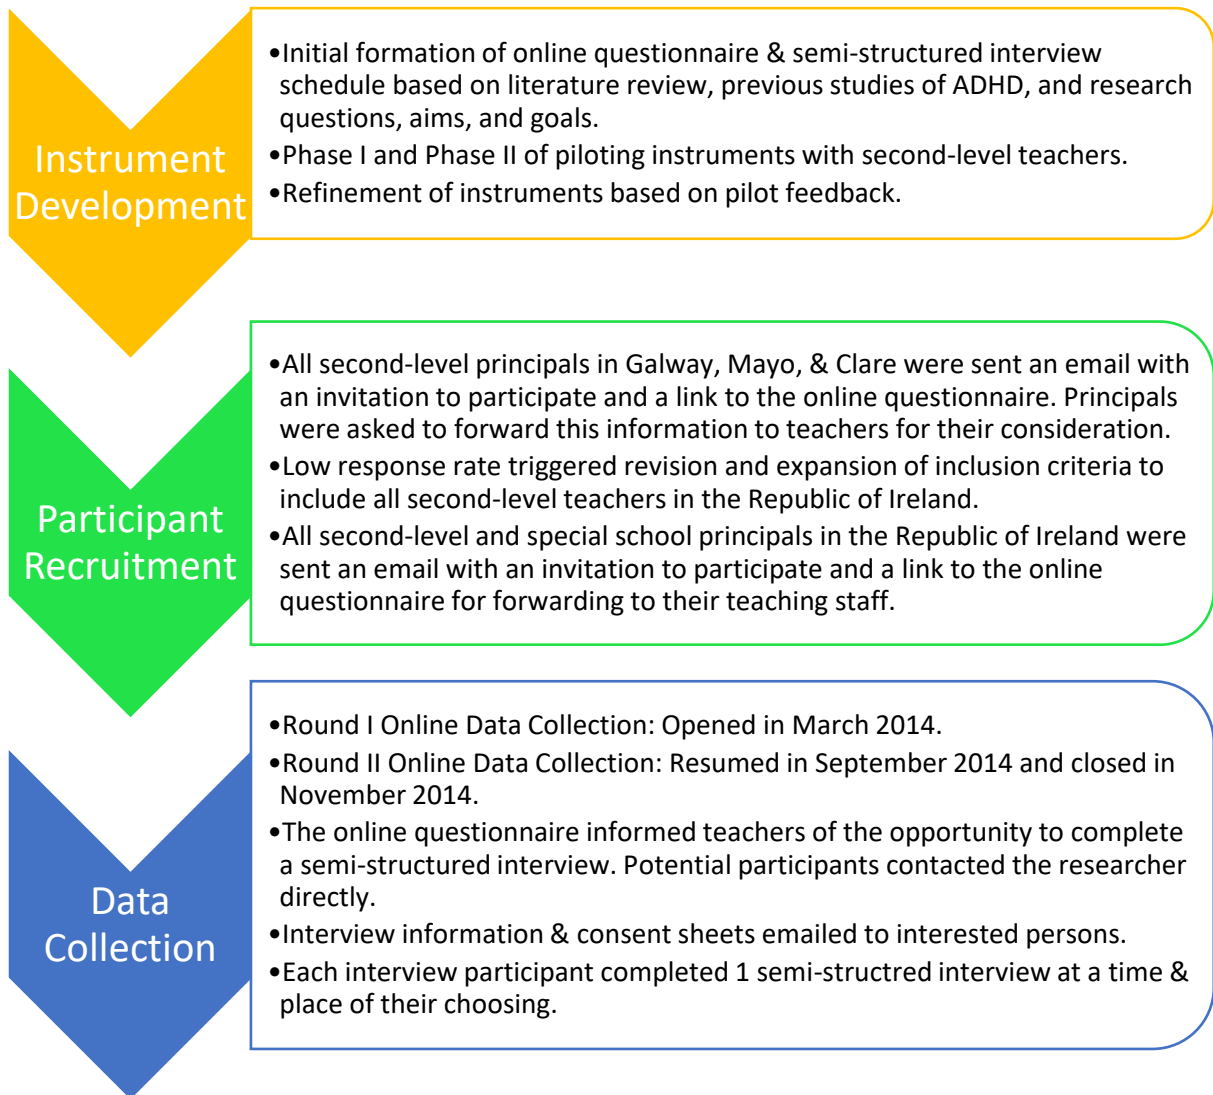 Instrument
Development
•Initial formation of online questionnaire & semi-structured interview
schedule based on literature review, previous studies of ADHD, and research
questions, aims, and goals.
•Phase I and Phase II of piloting instruments with second-level teachers.
•Refinement of instruments based on pilot feedback.
Participant
Recruitment
•All second-level principals in Galway, Mayo, & Clare were sent an email with
an invitation to participate and a link to the online questionnaire. Principals
were asked to forward this information to teachers for their consideration.
•Low response rate triggered revision and expansion of inclusion criteria to
include all second-level teachers in the Republic of Ireland.
•All second-level and special school principals in the Republic of Ireland were
sent an email with an invitation to participate and a link to the online
questionnaire for forwarding to their teaching staff.
Data
Collection
•Round I Online Data Collection: Opened in March 2014.
•Round II Online Data Collection: Resumed in September 2014 and closed in
November 2014.
•The online questionnaire informed teachers of the opportunity to complete
a semi-structured interview. Potential participants contacted the researcher
directly.
•Interview information & consent sheets emailed to interested persons.
•Each interview participant completed 1 semi-structred interview at a time &
place of their choosing.